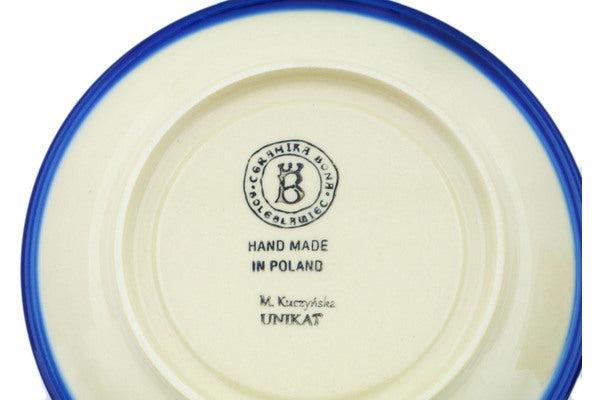 CERAMIKA BONA
BOLESŁAWIEC
B
HAND MADE
IN POLAND
M. Kuczyńska
UNIKAT